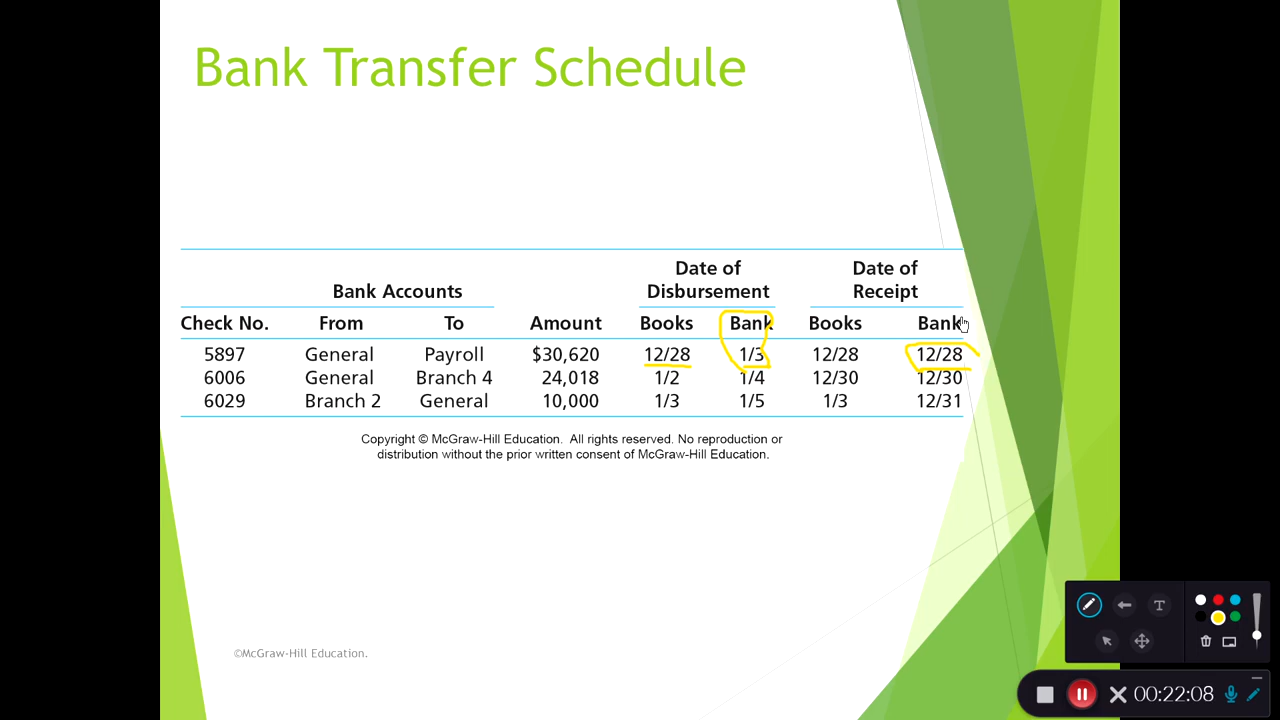 Bank Transfer Schedule
Date of Date of
Bank Accounts Disbursement Receipt
Check No. From To Amount Books Bank Books Bank
5897 General Payroll $30,620 12/28 1/3 12/28 12/28
6006 General Branch 4 24,018 1/2 1/4 12/30 12/30
6029 Branch 2 General 10,000 1/3 1/5 1/3 12/31
Copyright © McGraw-Hill Education. All rights reserved. No reproduction or
distribution without the prior written consent of McGraw-Hill Education.
©McGraw-Hill Education.
T
00:22:08